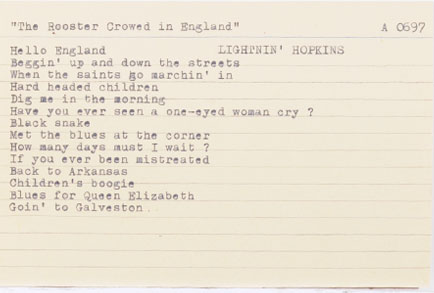 "The Rooster Crowed in England" A 0697
Hello England LIGHTNIN' HOPKINS
Beggin' up and down the streets
When the saints go marchin' in
Hard headed children
Dig me in the morning
Have you ever seen a one-eyed woman cry ?
Black snake
Met the blues at the corner
How many days must I wait ?
If you ever been mistreated
Back to Arkansas
Children's boogie
Blues for Queen Elizabeth
Goin' to Galveston